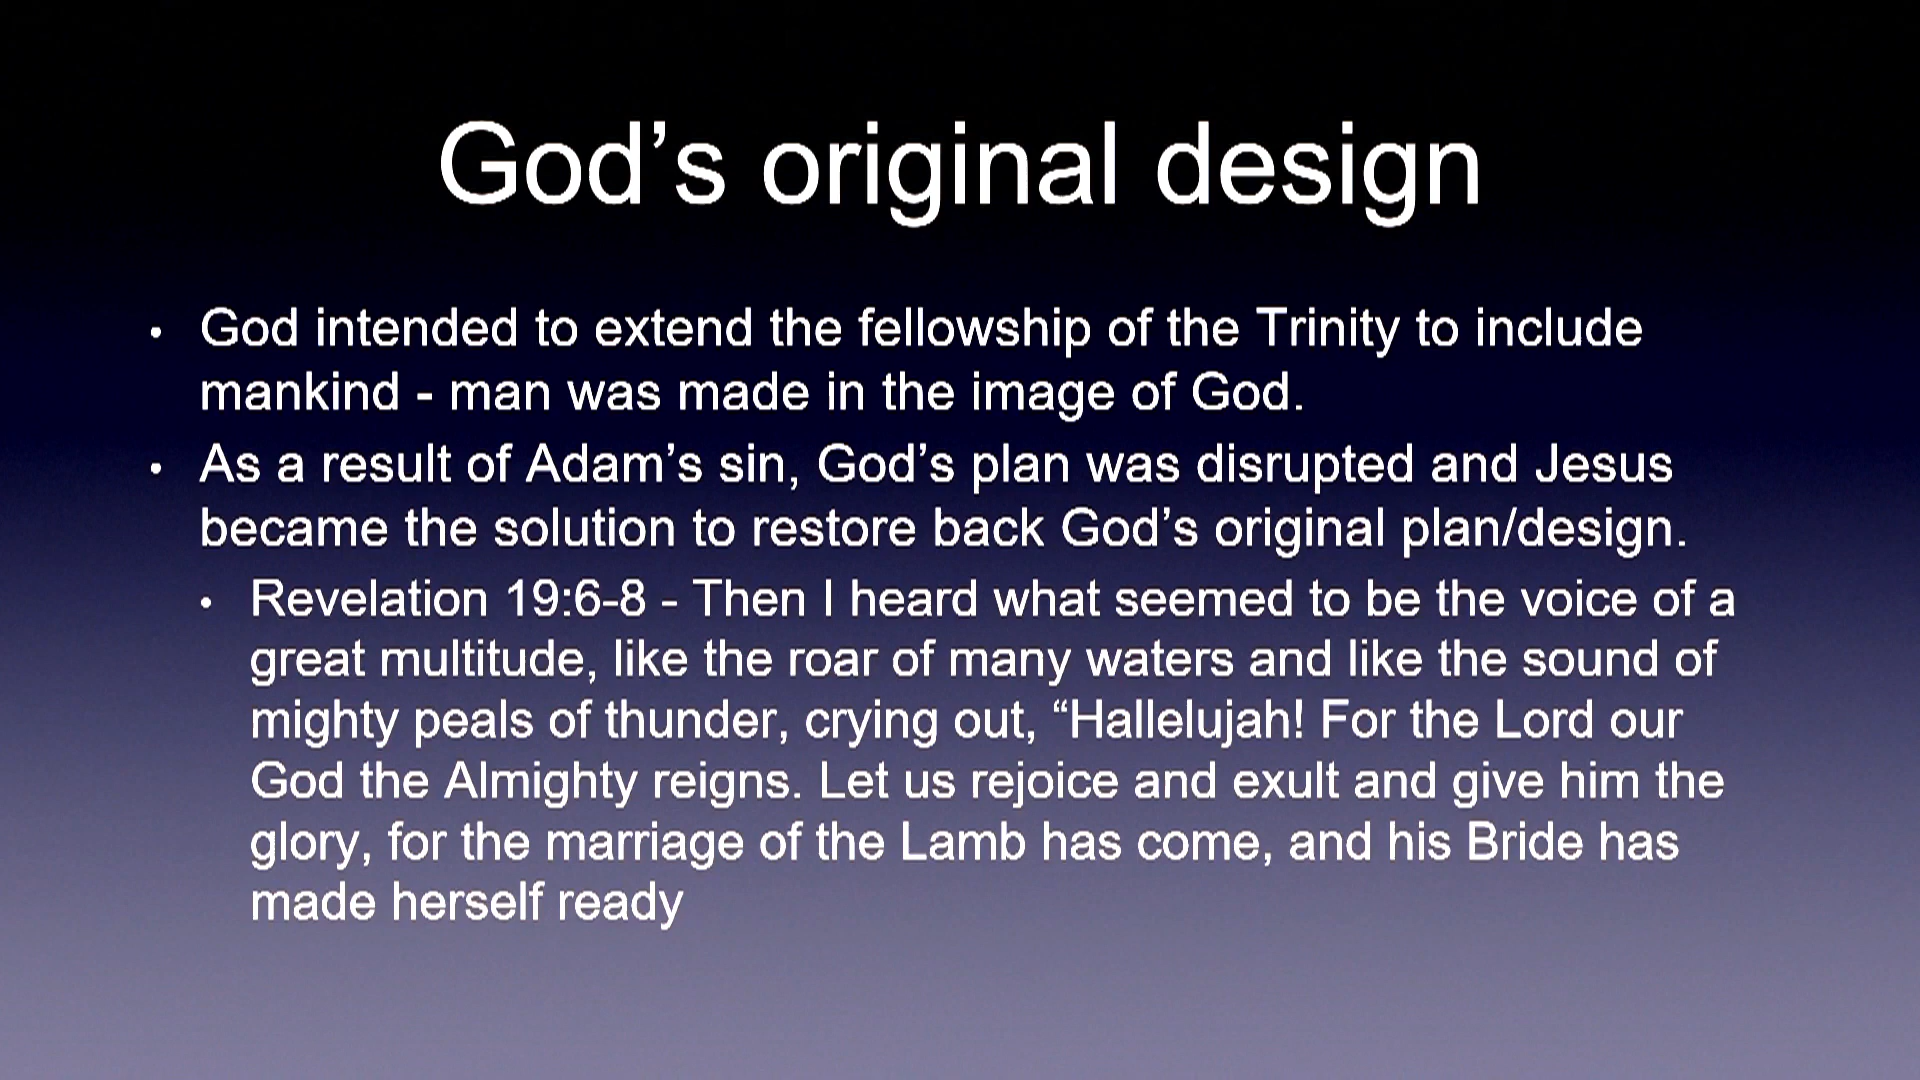 God’s original design
• God intended to extend the fellowship of the Trinity to include
mankind - man was made in the image of God.
• As a result of Adam’s sin, God’s plan was disrupted and Jesus
became the solution to restore back God’s original plan/design.
• Revelation 19:6-8 - Then I heard what seemed to be the voice of a
great multitude, like the roar of many waters and like the sound of
mighty peals of thunder, crying out, “Hallelujah! For the Lord our
God the Almighty reigns. Let us rejoice and exult and give him the
glory, for the marriage of the Lamb has come, and his Bride has
made herself ready